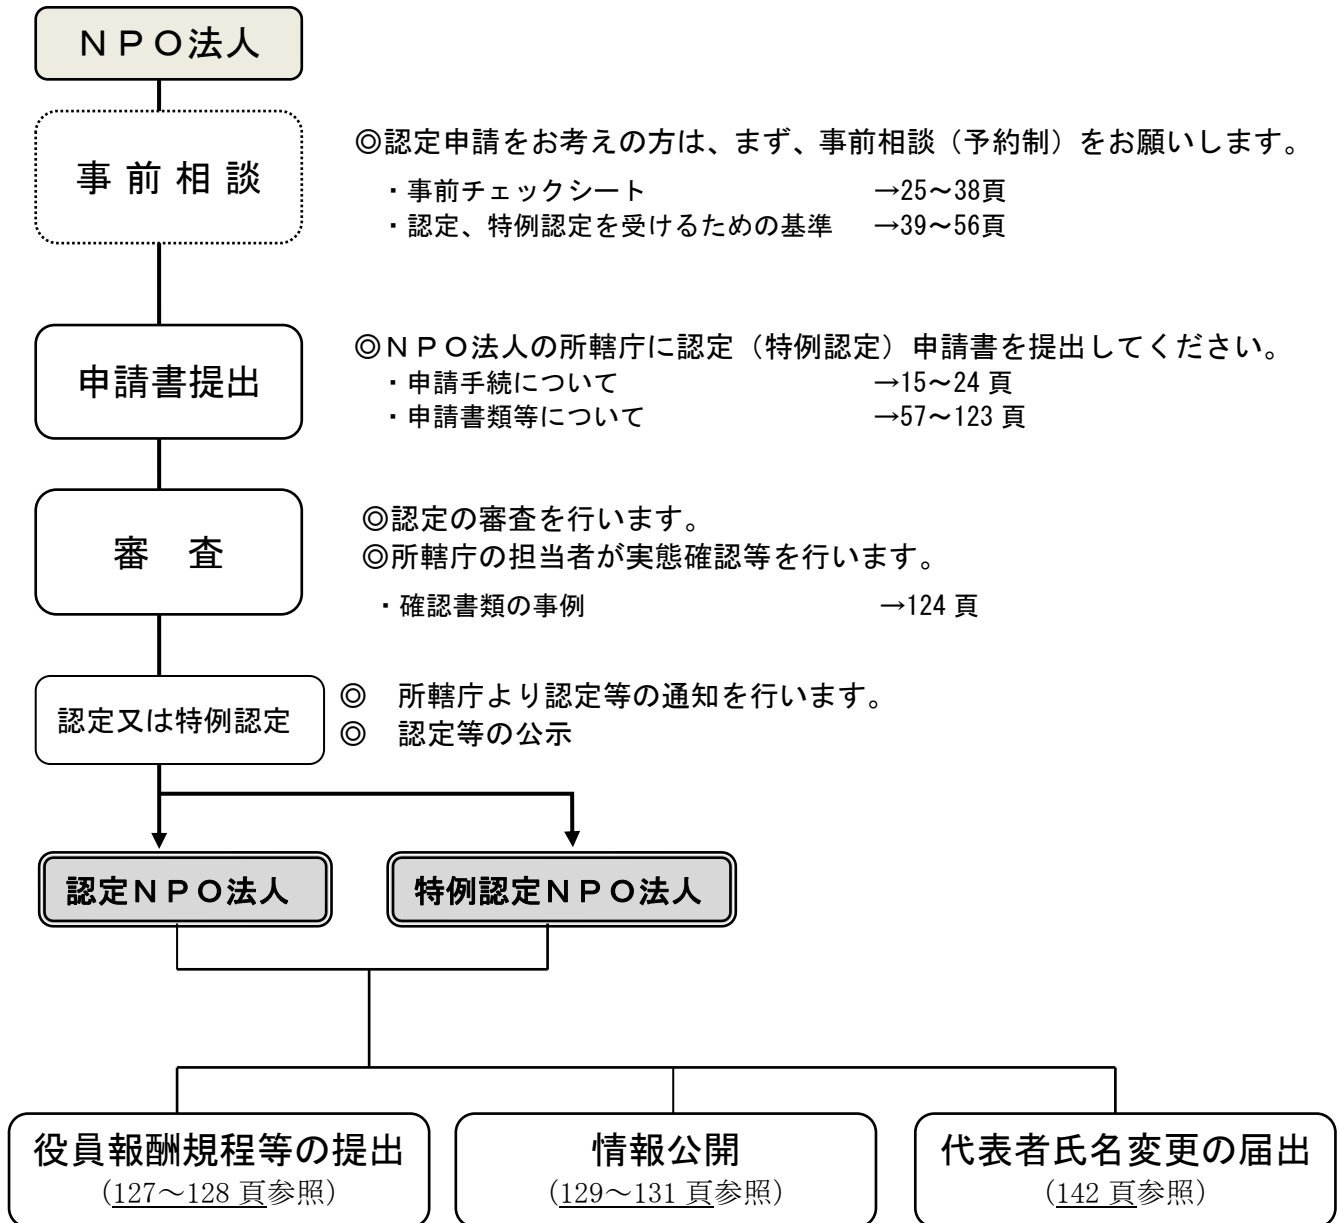 ＮＰＯ法人
事前相談
◎認定申請をお考えの方は、まず、事前相談（予約制）をお願いします。
・事前チェックシート →25～38頁
・認定、特例認定を受けるための基準 →39～56頁
申請書提出
◎ＮＰＯ法人の所轄庁に認定（特例認定）申請書を提出してください。
・申請手続について →15～24 頁
・申請書類等について →57～123 頁
審 査
◎認定の審査を行います。
◎所轄庁の担当者が実態確認等を行います。
・確認書類の事例 →124 頁
認定又は特例認定
◎ 所轄庁より認定等の通知を行います。
◎ 認定等の公示
認定ＮＰＯ法人 特例認定ＮＰＯ法人
役員報酬規程等の提出
（127～128 頁参照）
情報公開
（129～131 頁参照）
代表者氏名変更の届出
（142 頁参照）